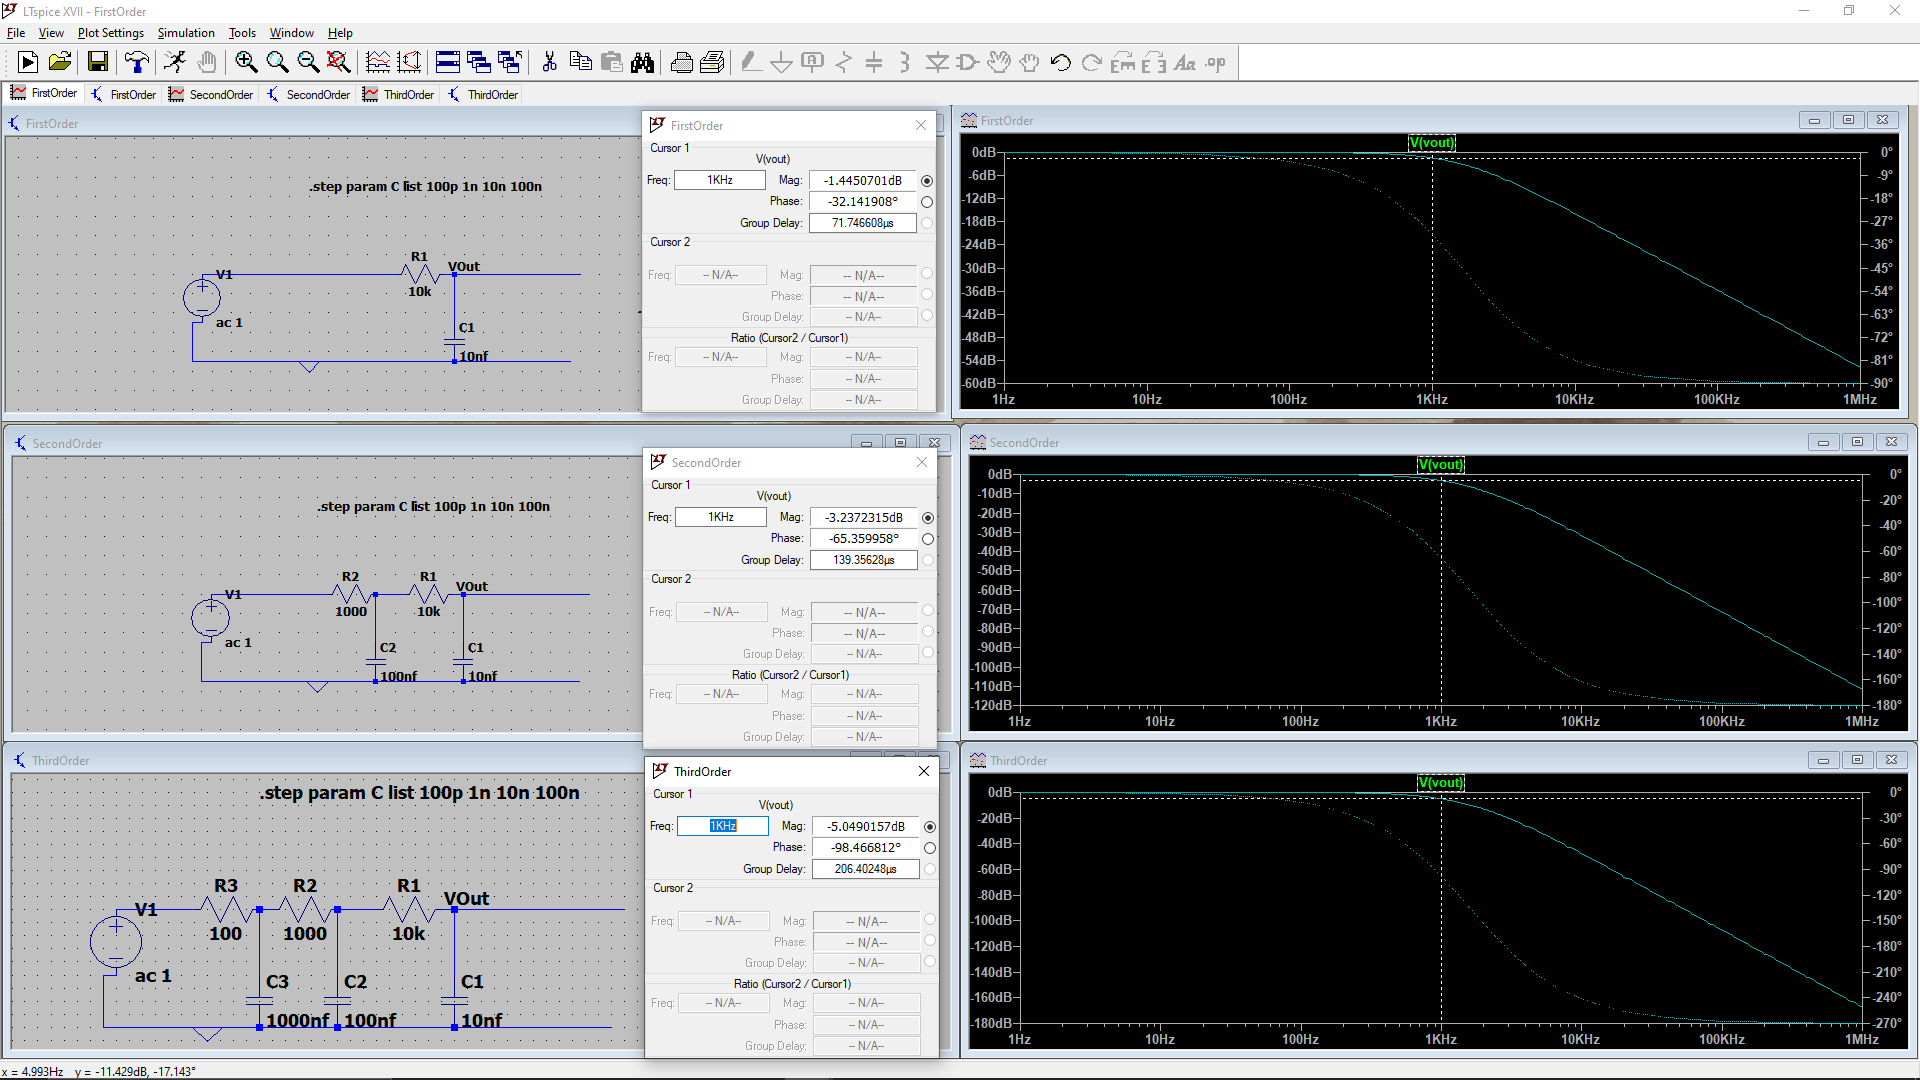 LTspice XVII - FirstOrder
File View Plot Settings Simulation Tools Window Help
FirstOrder FirstOrder SecondOrder SecondOrder ThirdOrder ThirdOrder
FirstOrder
.step param C list 100p 1n 10n 100n
V1
ac 1
R1
10k
VOut
C1
10nf
FirstOrder
Cursor 1
V(vout)
Freq: 1KHz Mag: -1.4450701dB
Phase: -32.141908°
Group Delay: 71.746608µs
Cursor 2
Freq: -- N/A-- Mag: -- N/A--
Phase: -- N/A--
Group Delay: -- N/A--
Ratio (Cursor2 / Cursor1)
Freq: -- N/A-- Mag: -- N/A--
Phase: -- N/A--
Group Delay: -- N/A--
FirstOrder
V(vout)
0dB 0°
-6dB -9°
-12dB -18°
-18dB -27°
-24dB -36°
-30dB -45°
-36dB -54°
-42dB -63°
-48dB -72°
-54dB -81°
-60dB -90°
1Hz 10Hz 100Hz 1KHz 10KHz 100KHz 1MHz
SecondOrder
.step param C list 100p 1n 10n 100n
V1
ac 1
R2
1000
R1
10k
VOut
C2
100nf
C1
10nf
SecondOrder
Cursor 1
V(vout)
Freq: 1KHz Mag: -3.2372315dB
Phase: -65.359958°
Group Delay: 139.35628µs
Cursor 2
Freq: -- N/A-- Mag: -- N/A--
Phase: -- N/A--
Group Delay: -- N/A--
Ratio (Cursor2 / Cursor1)
Freq: -- N/A-- Mag: -- N/A--
Phase: -- N/A--
Group Delay: -- N/A--
SecondOrder
V(vout)
0dB 0°
-10dB
-20dB -20°
-30dB -40°
-40dB -60°
-50dB -80°
-60dB
-70dB -100°
-80dB -120°
-90dB -140°
-100dB
-110dB -160°
-120dB -180°
1Hz 10Hz 100Hz 1KHz 10KHz 100KHz 1MHz
ThirdOrder
.step param C list 100p 1n 10n 100n
V1
ac 1
R3
100
R2
1000
R1
10k
VOut
C3
1000nf
C2
100nf
C1
10nf
ThirdOrder
Cursor 1
V(vout)
Freq: 1KHz Mag: -5.0490157dB
Phase: -98.466812°
Group Delay: 206.40248µs
Cursor 2
Freq: -- N/A-- Mag: -- N/A--
Phase: -- N/A--
Group Delay: -- N/A--
Ratio (Cursor2 / Cursor1)
Freq: -- N/A-- Mag: -- N/A--
Phase: -- N/A--
Group Delay: -- N/A--
ThirdOrder
V(vout)
0dB 0°
-20dB -30°
-40dB -60°
-60dB -90°
-80dB -120°
-100dB -150°
-120dB -180°
-140dB -210°
-160dB -240°
-180dB -270°
1Hz 10Hz 100Hz 1KHz 10KHz 100KHz 1MHz
x = 4.993Hz y = -11.429dB, -17.143°